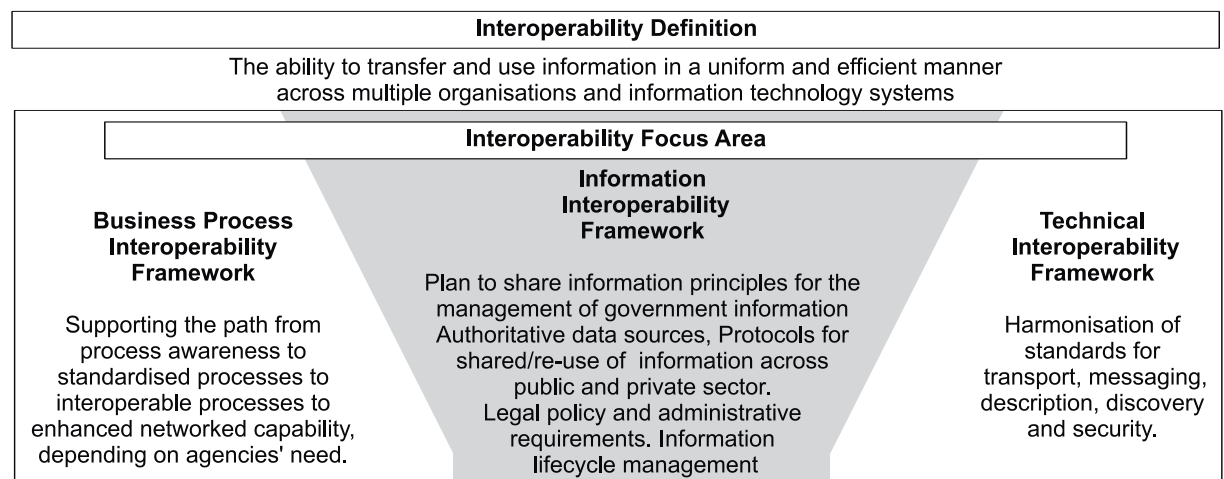 Interoperability Definition
The ability to transfer and use information in a uniform and efficient manner
across multiple organisations and information technology systems
Interoperability Focus Area
Business Process
Interoperability
Framework
Supporting the path from
process awareness to
standardised processes to
interoperable processes to
enhanced networked capability,
depending on agencies' need.
Information
Interoperability
Framework
Plan to share information principles for the
management of government information
Authoritative data sources, Protocols for
shared/re-use of information across
public and private sector.
Legal policy and administrative
requirements. Information
lifecycle management
Technical
Interoperability
Framework
Harmonisation of
standards for
transport, messaging,
description, discovery
and security.